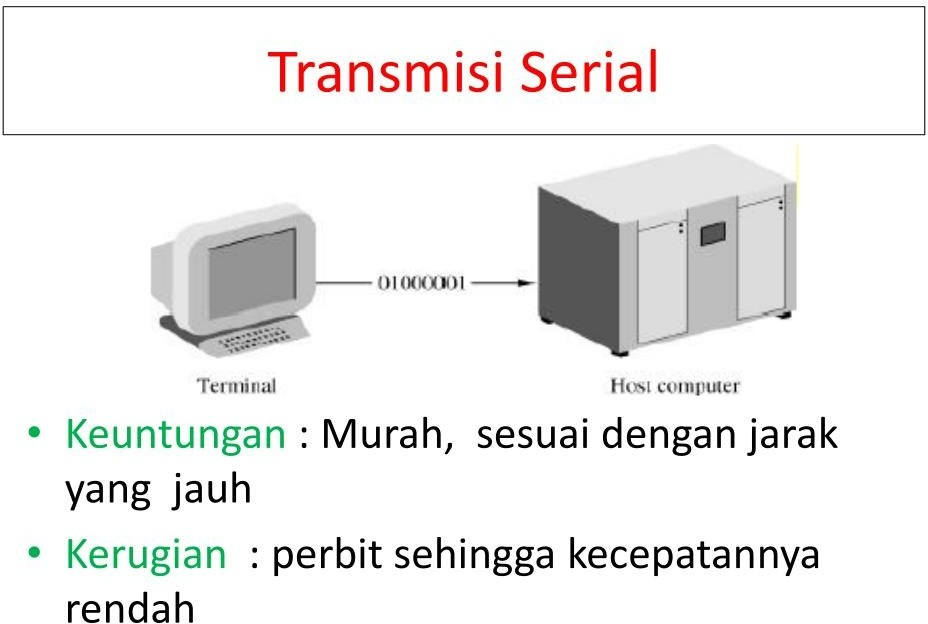 Transmisi Serial
01000001
Terminal
Host computer
• Keuntungan : Murah, sesuai dengan jarak
yang jauh
• Kerugian : perbit sehingga kecepatannya
rendah